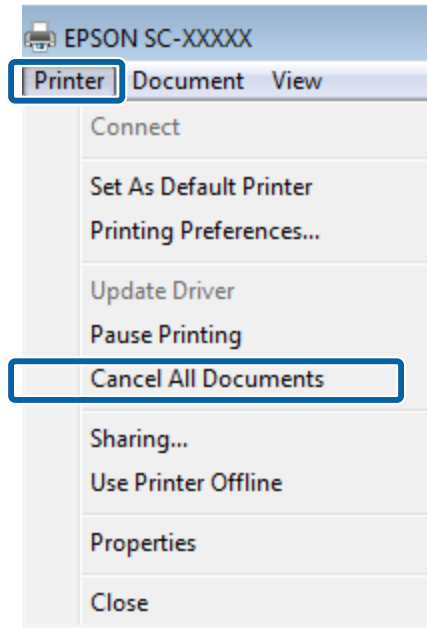 EPSON SC-XXXXX
Printer Document View
Connect
Set As Default Printer
Printing Preferences...
Update Driver
Pause Printing
Cancel All Documents
Sharing...
Use Printer Offline
Properties
Close